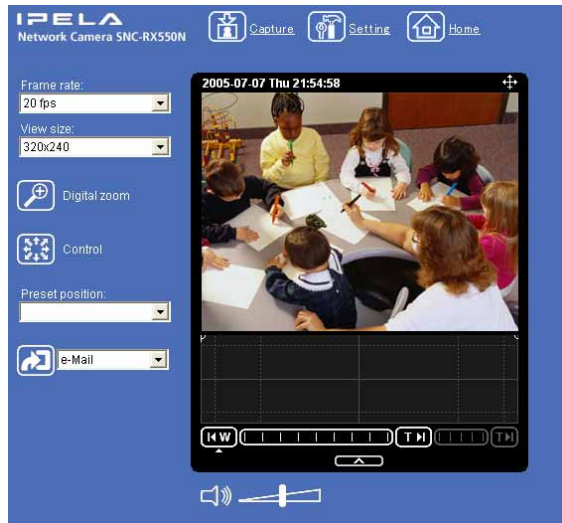 IPELA
Network Camera SNC-RX550N
Capture
Setting
Home
Frame rate:
20 fps
View size:
320x240
Digital zoom
Control
Preset position:
e-Mail
2005-07-07 Thu 21:54:58
W
T
T